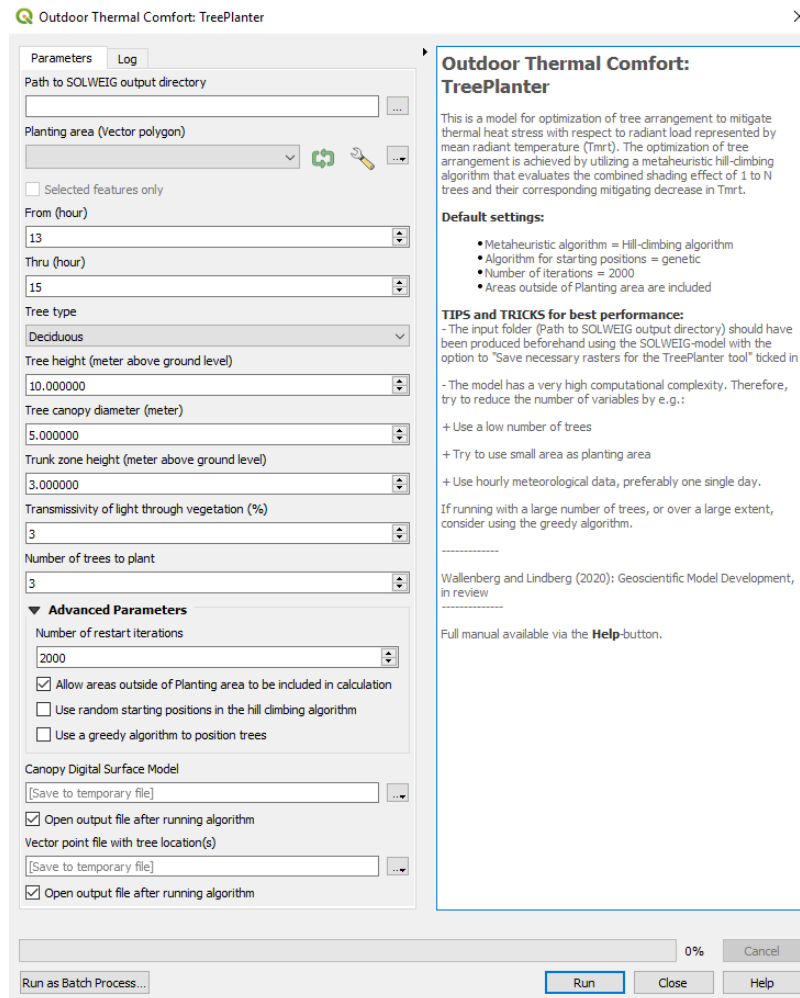 Outdoor Thermal Comfort: TreePlanter
Parameters
Log
Path to SOLWEIG output directory
...
Planting area (Vector polygon)
...
Selected features only
From (hour)
13
Thru (hour)
15
Tree type
Deciduous
Tree height (meter above ground level)
10.000000
Tree canopy diameter (meter)
5.000000
Trunk zone height (meter above ground level)
3.000000
Transmissivity of light through vegetation (%)
3
Number of trees to plant
3
Advanced Parameters
Number of restart iterations
2000
Allow areas outside of Planting area to be included in calculation
Use random starting positions in the hill climbing algorithm
Use a greedy algorithm to position trees
Canopy Digital Surface Model
[Save to temporary file]
...
Open output file after running algorithm
Vector point file with tree location(s)
[Save to temporary file]
...
Open output file after running algorithm
Outdoor Thermal Comfort:
TreePlanter
This is a model for optimization of tree arrangement to mitigate
thermal heat stress with respect to radiant load represented by
mean radiant temperature (Tmrt). The optimization of tree
arrangement is achieved by utilizing a metaheuristic hill-climbing
algorithm that evaluates the combined shading effect of 1 to N
trees and their corresponding mitigating decrease in Tmrt.
Default settings:
• Metaheuristic algorithm = Hill-climbing algorithm
• Algorithm for starting positions = genetic
• Number of iterations = 2000
• Areas outside of Planting area are included
TIPS and TRICKS for best performance:
- The input folder (Path to SOLWEIG output directory) should have
been produced beforehand using the SOLWEIG-model with the
option to "Save necessary rasters for the TreePlanter tool" ticked in
- The model has a very high computational complexity. Therefore,
try to reduce the number of variables by e.g.:
+ Use a low number of trees
+ Try to use small area as planting area
+ Use hourly meteorological data, preferably one single day.
If running with a large number of trees, or over a large extent,
consider using the greedy algorithm.
-------------
Wallenberg and Lindberg (2020): Geoscientific Model Development,
in review
--------------
Full manual available via the Help-button.
0%
Cancel
Run as Batch Process...
Run
Close
Help